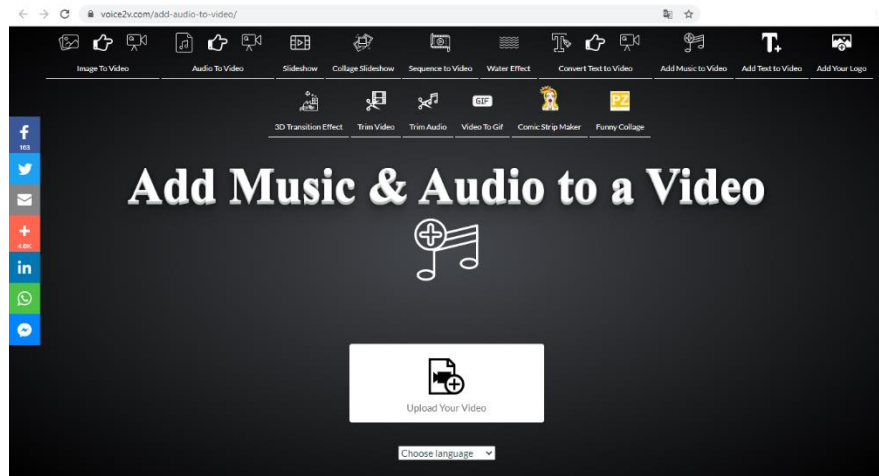 voice2v.com/add-audio-to-video/
Image To Video Audio To Video Slideshow Collage Slideshow Sequence to Video Water Effect Convert Text to Video Add Music to Video Add Text to Video Add Your Logo
GIF PZ
3D Transition Effect Trim Video Trim Audio Video To Gif Comic Strip Maker Funny Collage
163
4.6K
in
Add Music & Audio to a Video
Upload Your Video
Choose language